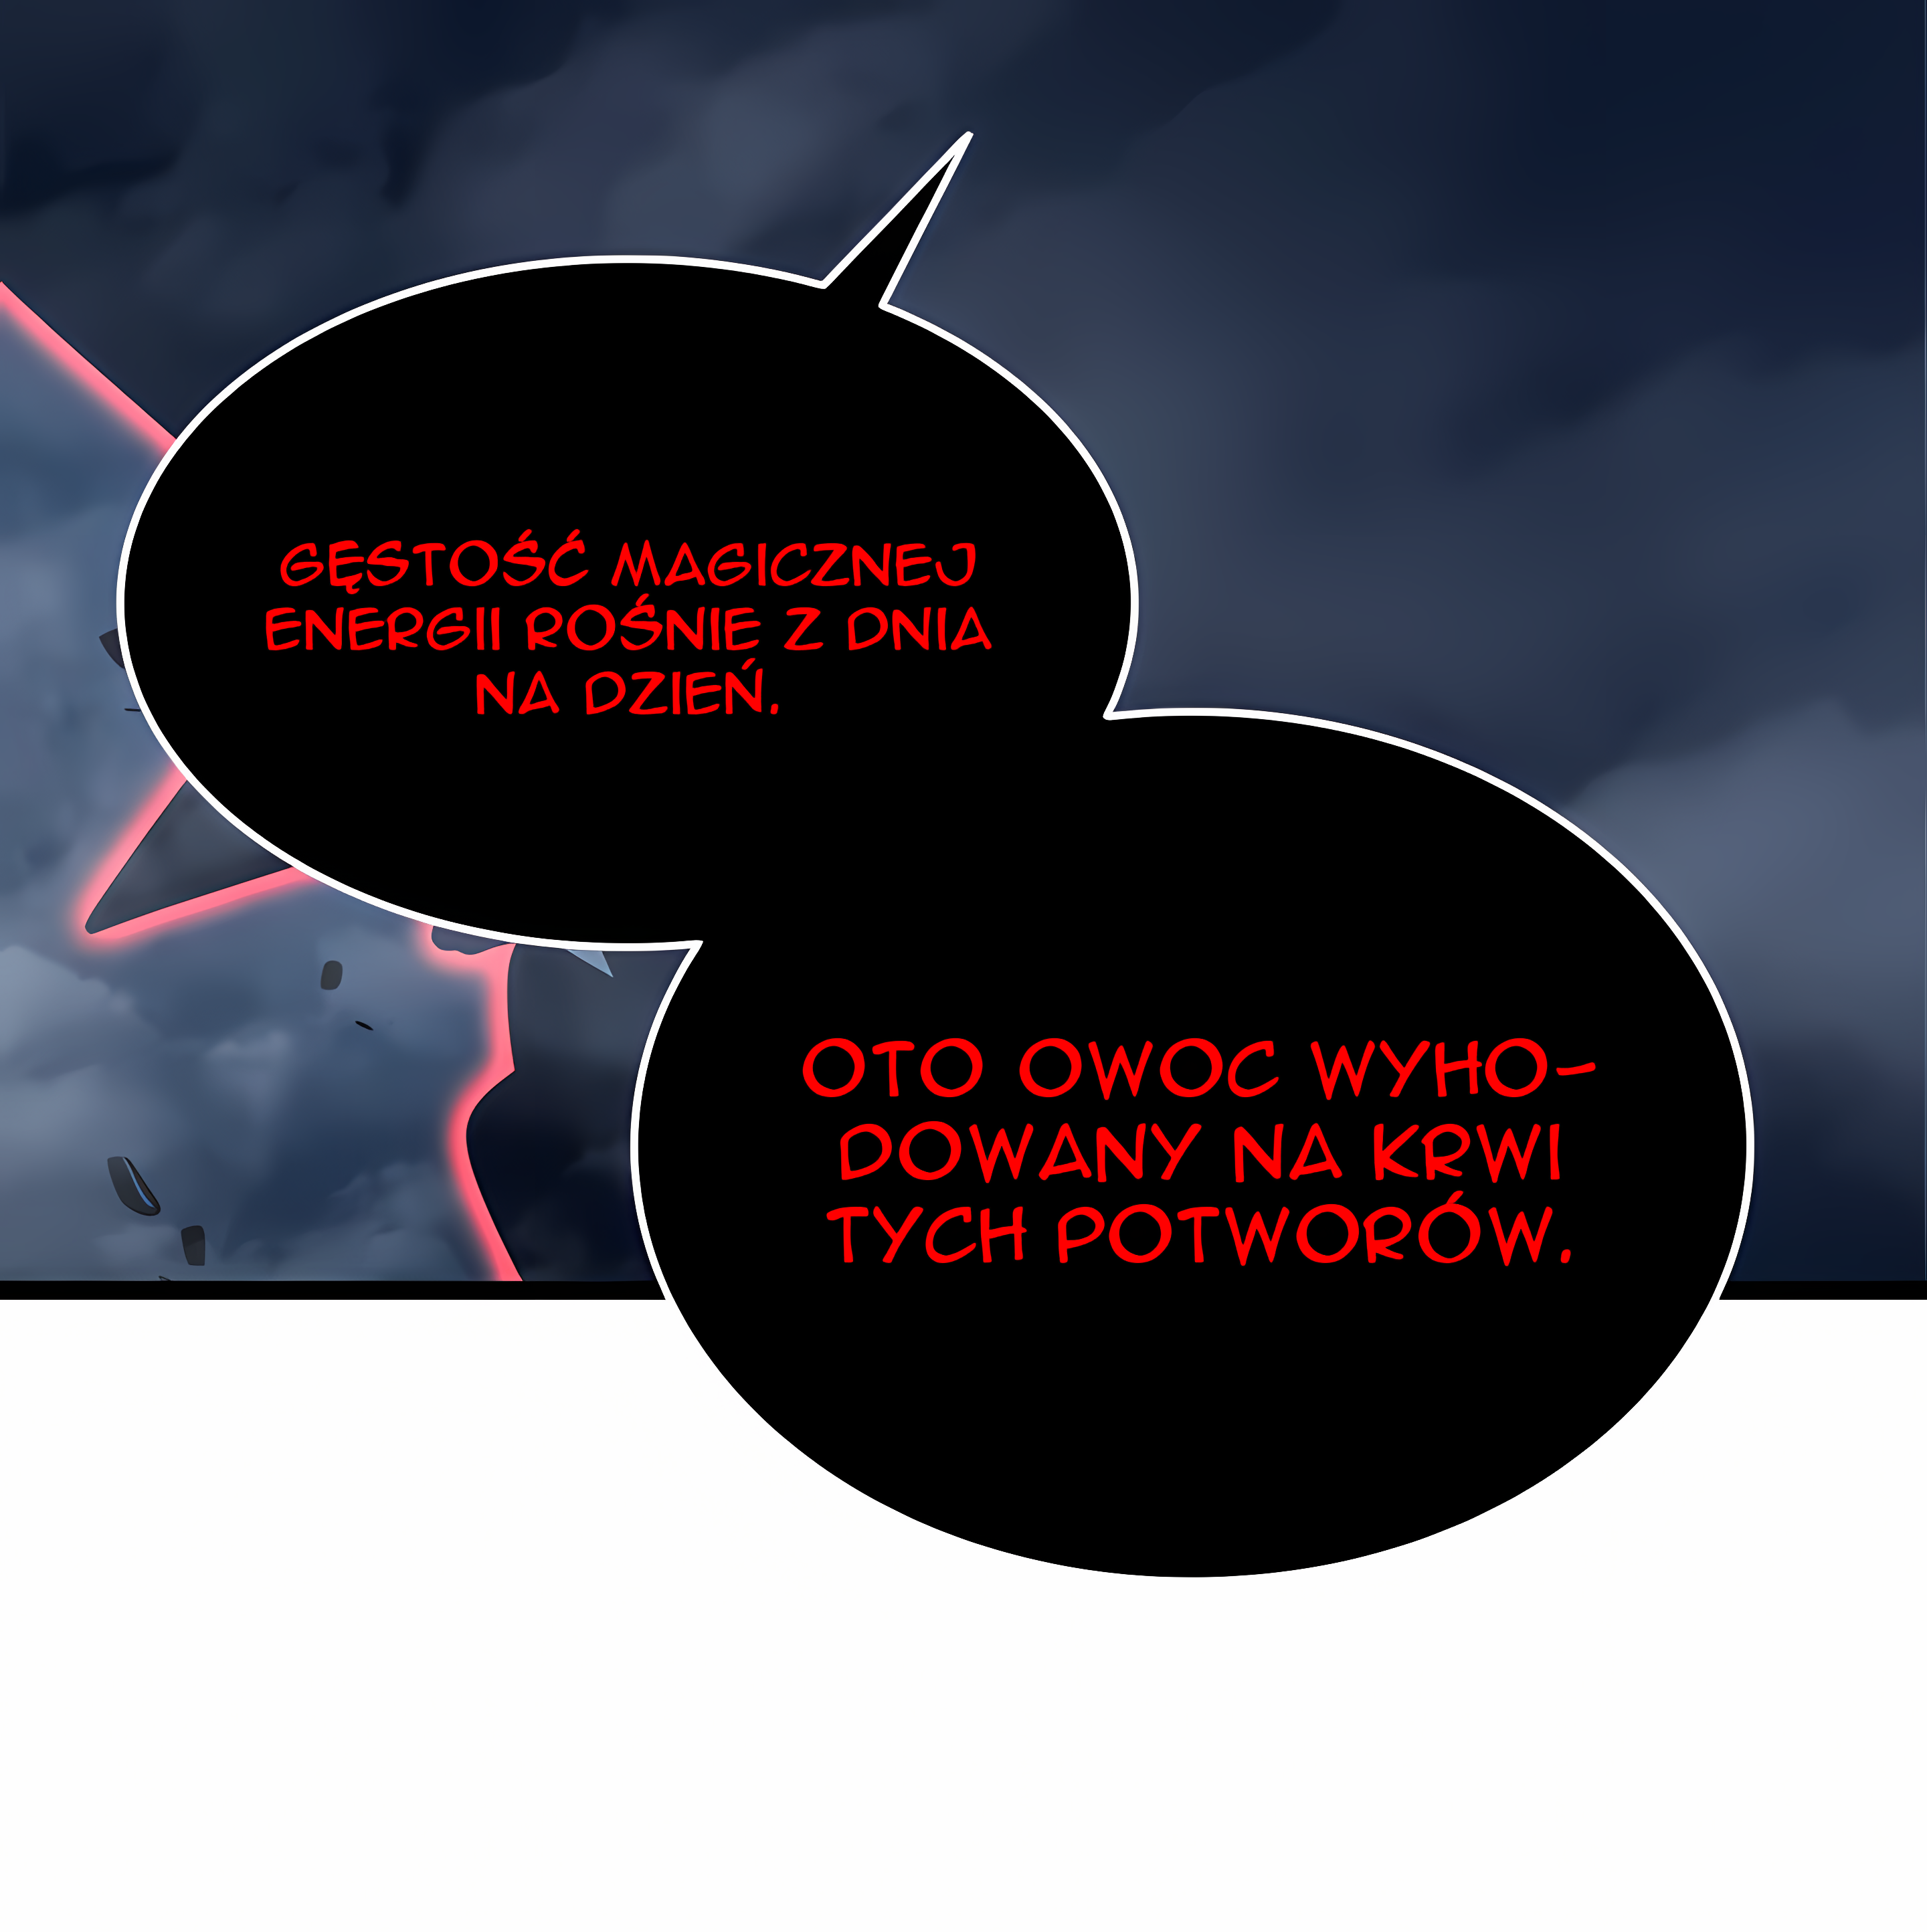 GĘSTOŚĆ MAGICZNEJ
ENERGII ROŚNIE Z DNIA
NA DZIEŃ.
OTO OWOC WYHO-
DOWANY NA KRWI
TYCH POTWORÓW.